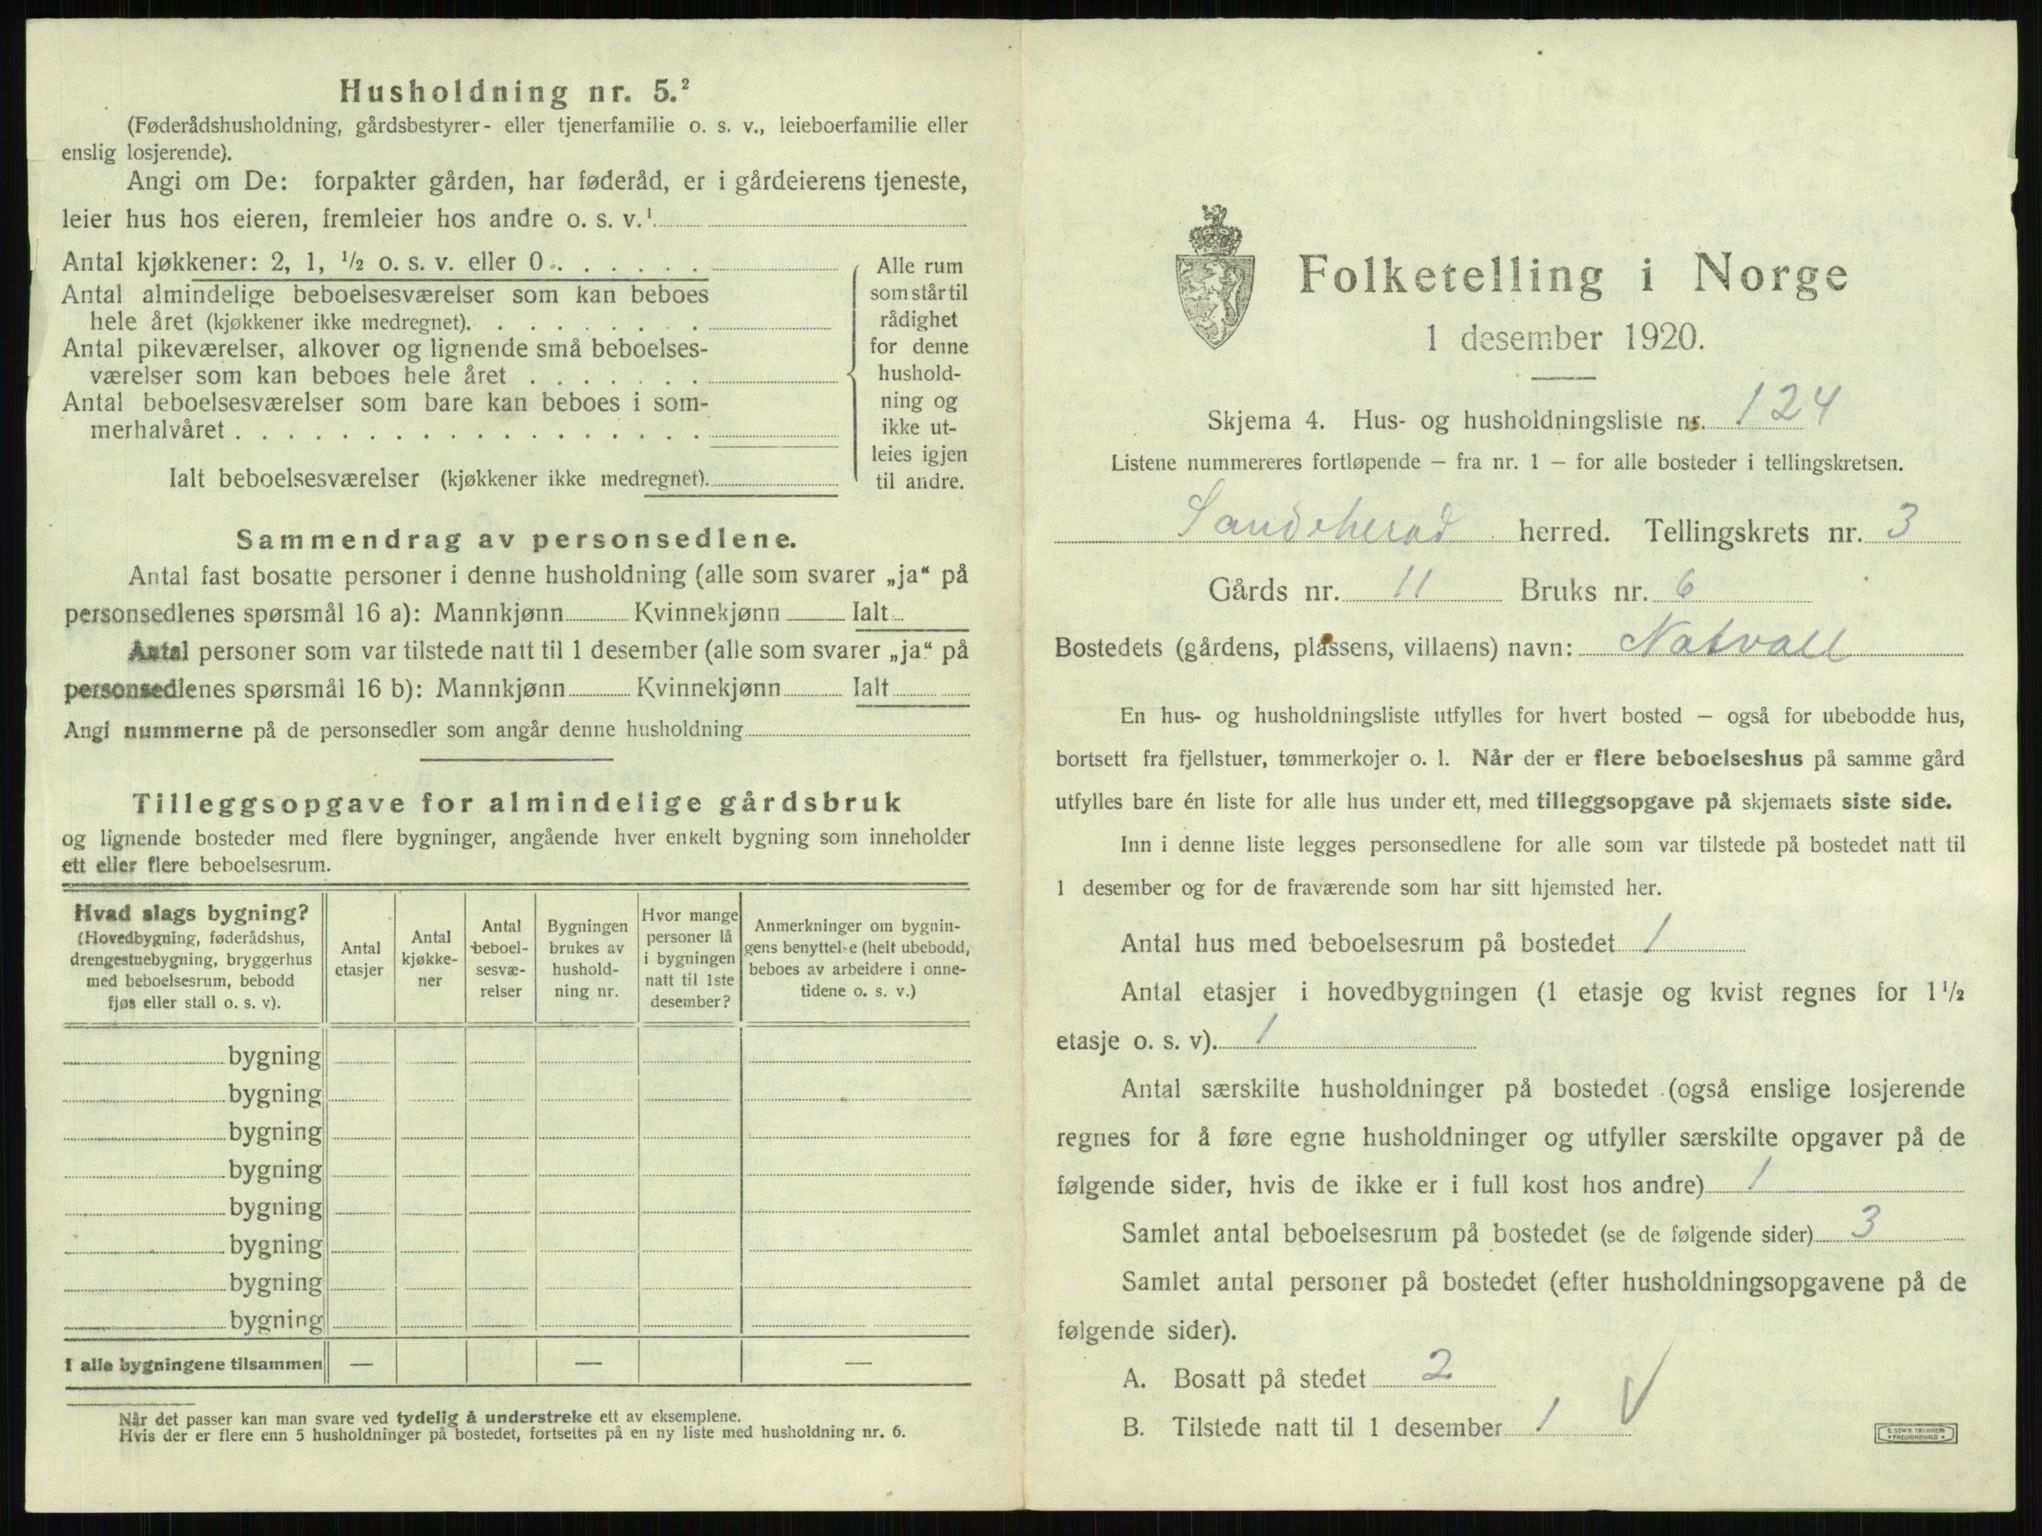 Husholdning nr. 5.²
(Føderådshusholdning, gårdsbestyrer- eller tjenerfamilie o. s. v., leieboerfamilie eller
enslig losjerende).
Angi om De: forpakter gården, har føderåd, er i gårdeierens tjeneste,
leier hus hos eieren, fremleier hos andre o. s. v.¹
Antal kjøkkener: 2, 1, ½ o. s. v. eller 0
Antal almindelige beboelsesværelser som kan beboes
hele året (kjøkkener ikke medregnet).
Antal pikeværelser, alkover og lignende små beboelses-
værelser som kan beboes hele året
Antal beboelsesværelser som bare kan beboes i som-
merhalvåret
Ialt beboelsesværelser (kjøkkener ikke medregnet).
Alle rum
som står til
rådighet
for denne
hushold-
ning og
ikke ut-
leies igjen
til andre.
Sammendrag av personsedlene.
Antal fast bosatte personer i denne husholdning (alle som svarer „ja“ på
personsedlenes spørsmål 16 a): Mannkjønn Kvinnekjønn Ialt
Antal personer som var tilstede natt til 1 desember (alle som svarer „ja“ på
personsedlenes spørsmål 16 b): Mannkjønn Kvinnekjønn Ialt
Angi nummerne på de personsedler som angår denne husholdning
Tilleggsopgave for almindelige gårdsbruk
og lignende bosteder med flere bygninger, angående hver enkelt bygning som inneholder
ett eller flere beboelsesrum.
Hvad slags bygning?
(Hovedbygning, føderådshus,
drengestuebygning, bryggerhus
med beboelsesrum, bebodd
fjøs eller stall o. s. v).
Antal
etasjer
Antal
kjøkke-
ner
Antal
beboel-
sesvæ-
relser
Bygningen
brukes av
hushold-
ning nr.
Hvor mange
personer lå
i bygningen
natt til 1ste
desember?
Anmerkninger om bygnin-
gens benyttelse (helt ubebodd,
beboes av arbeidere i onne-
tidene o. s. v.)
bygning
bygning
bygning
bygning
bygning
bygning
bygning
bygning
I alle bygningene tilsammen — — —
Når det passer kan man svare ved tydelig å understreke ett av eksemplene.
Hvis der er flere enn 5 husholdninger på bostedet, fortsettes på en ny liste med husholdning nr. 6.
Folketelling i Norge
1 desember 1920.
Skjema 4. Hus- og husholdningsliste nr. 124
Listene nummereres fortløpende – fra nr. 1 – for alle bosteder i tellingskretsen.
Sandeherad herred. Tellingskrets nr. 3
Gårds nr. 11 Bruks nr. 6
Bostedets (gårdens, plassens, villaens) navn: Natvall
En hus- og husholdningsliste utfylles for hvert bosted – også for ubebodde hus,
bortsett fra fjellstuer, tømmerkojer o. l. Når der er flere beboelseshus på samme gård
utfylles bare én liste for alle hus under ett, med tilleggsopgave på skjemaets siste side.
Inn i denne liste legges personsedlene for alle som var tilstede på bostedet natt til
1 desember og for de fraværende som har sitt hjemsted her.
Antal hus med beboelsesrum på bostedet 1
Antal etasjer i hovedbygningen (1 etasje og kvist regnes for 1½
etasje o. s. v). 1
Antal særskilte husholdninger på bostedet (også enslige losjerende
regnes for å føre egne husholdninger og utfyller særskilte opgaver på de
følgende sider, hvis de ikke er i full kost hos andre) 1
Samlet antal beboelsesrum på bostedet (se de følgende sider) 3
Samlet antal personer på bostedet (efter husholdningsopgavene på de
følgende sider).
A. Bosatt på stedet 2
B. Tilstede natt til 1 desember 1 V